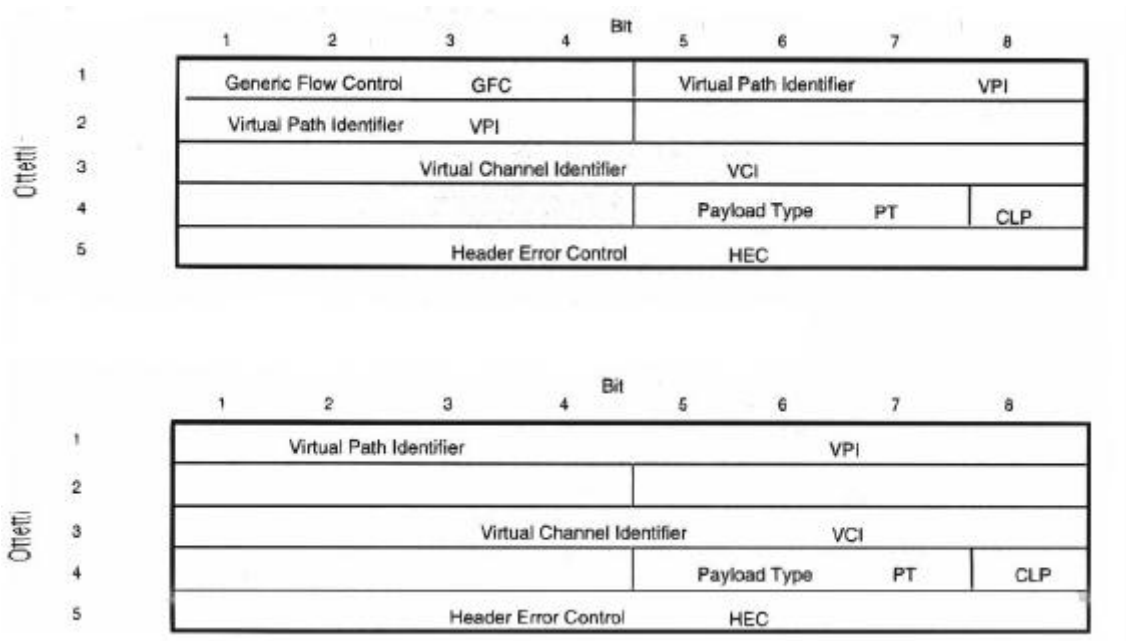 Bit
1 2 3 4 5 6 7 8
Ottetti
1 Generic Flow Control GFC Virtual Path Identifier VPI
2 Virtual Path Identifier VPI
3 Virtual Channel Identifier VCI
4 Payload Type PT CLP
5 Header Error Control HEC
Bit
1 2 3 4 5 6 7 8
Ottetti
1 Virtual Path Identifier VPI
2
3 Virtual Channel Identifier VCI
4 Payload Type PT CLP
5 Header Error Control HEC